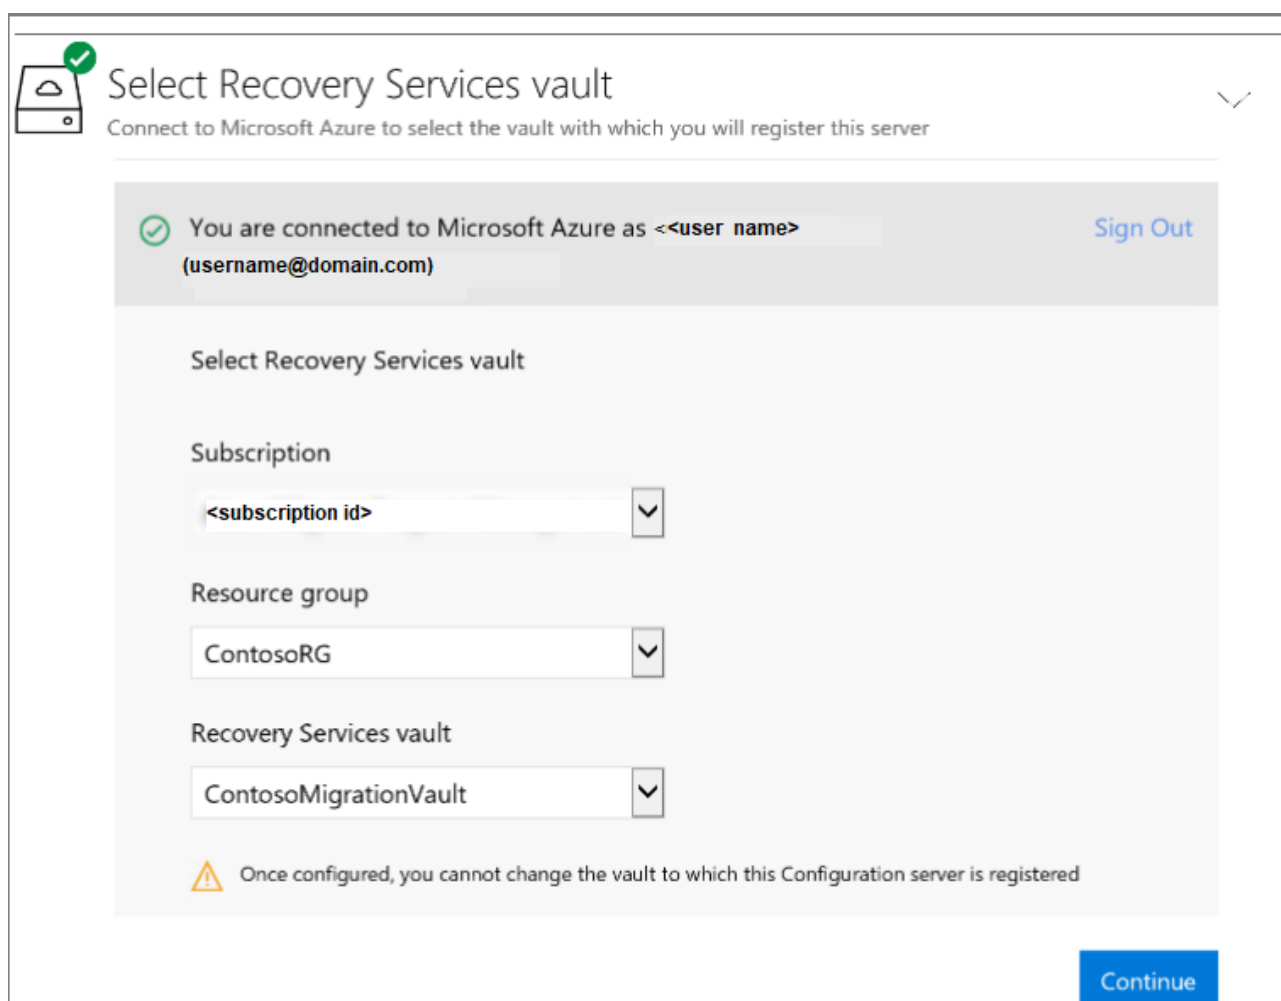 Select Recovery Services vault
Connect to Microsoft Azure to select the vault with which you will register this server
You are connected to Microsoft Azure as <<user name>
(username@domain.com)
Sign Out
Select Recovery Services vault
Subscription
<subscription id>
Resource group
ContosoRG
Recovery Services vault
ContosoMigrationVault
Once configured, you cannot change the vault to which this Configuration server is registered
Continue